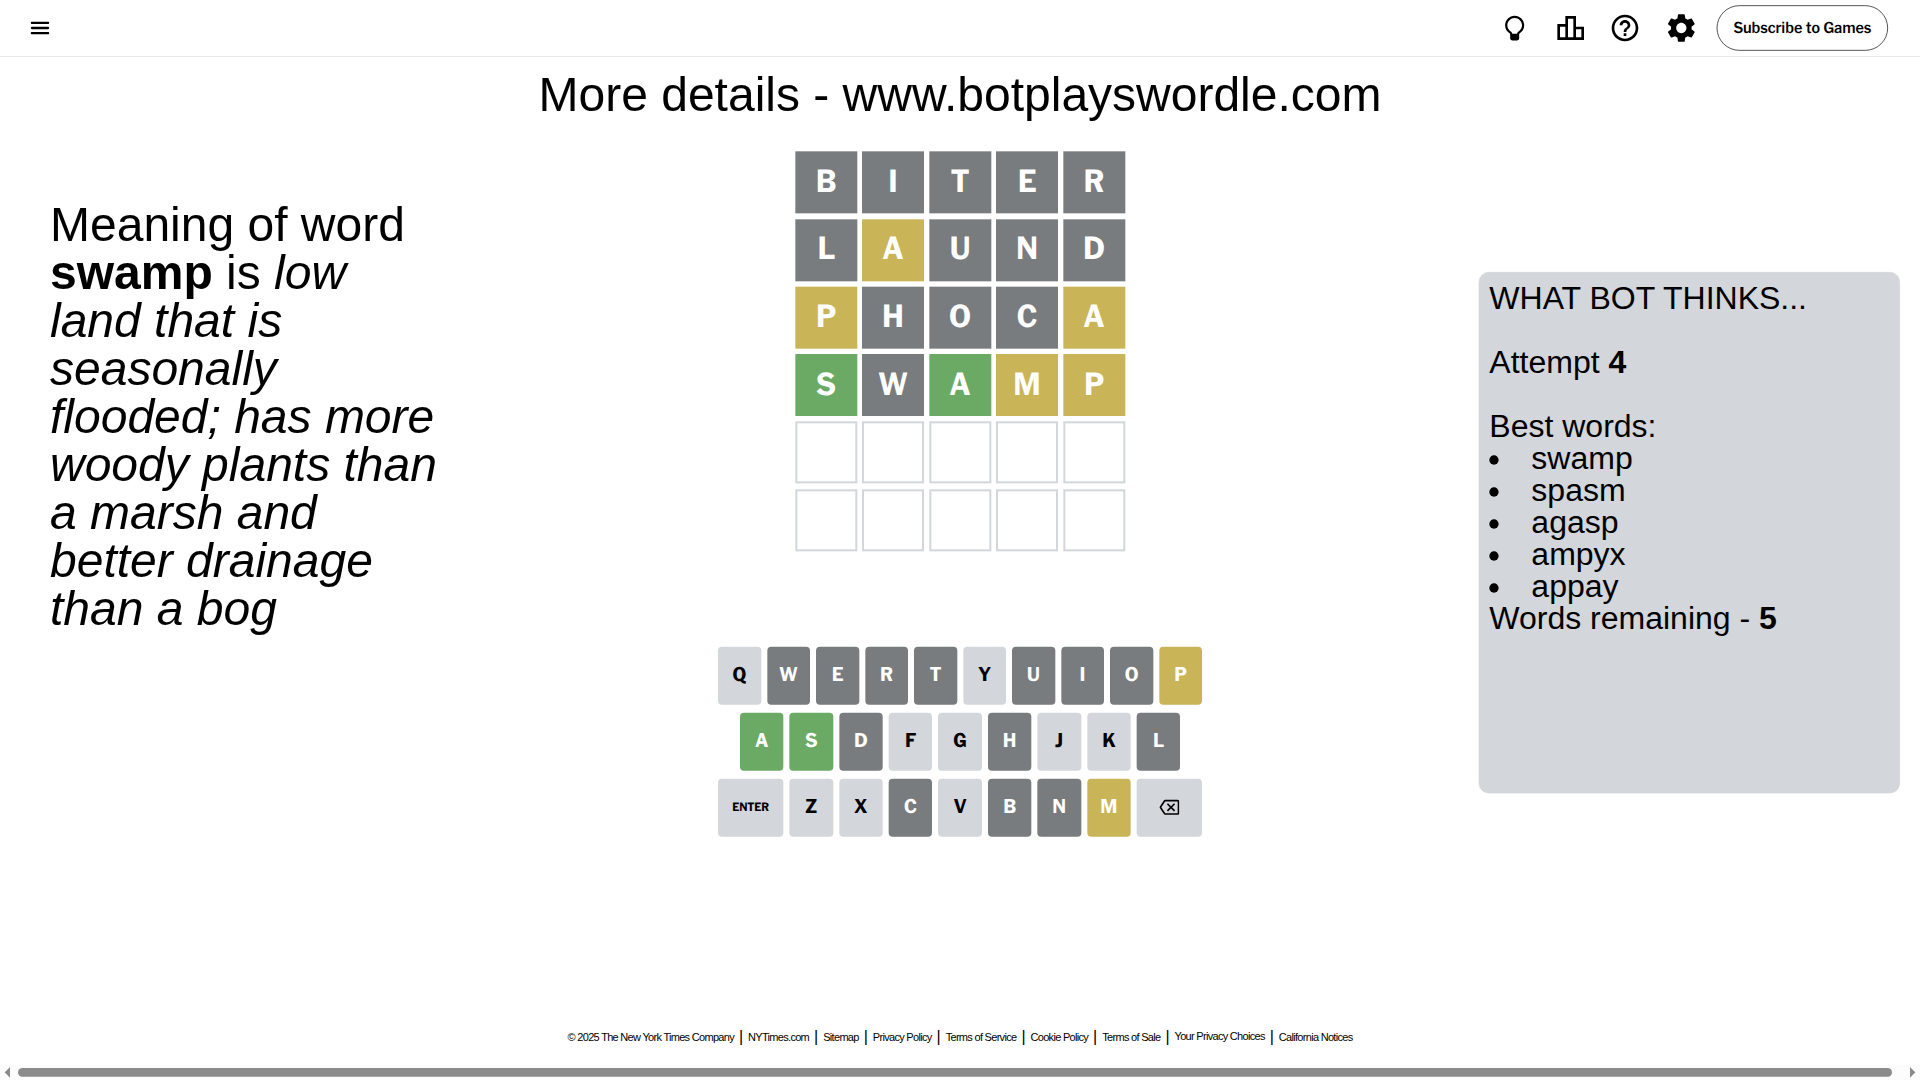 Subscribe to Games
More details - www.botplayswordle.com
Meaning of word
swamp is low
land that is
seasonally
flooded; has more
woody plants than
a marsh and
better drainage
than a bog
B I T E R
L A U N D
P H O C A
S W A M P
WHAT BOT THINKS...
Attempt 4
Best words:
• swamp
• spasm
• agasp
• ampyx
• appay
Words remaining - 5
Q W E R T Y U I O P
A S D F G H J K L
ENTER Z X C V B N M
© 2025 The New York Times Company | NYTimes.com | Sitemap | Privacy Policy | Terms of Service | Cookie Policy | Terms of Sale | Your Privacy Choices | California Notices